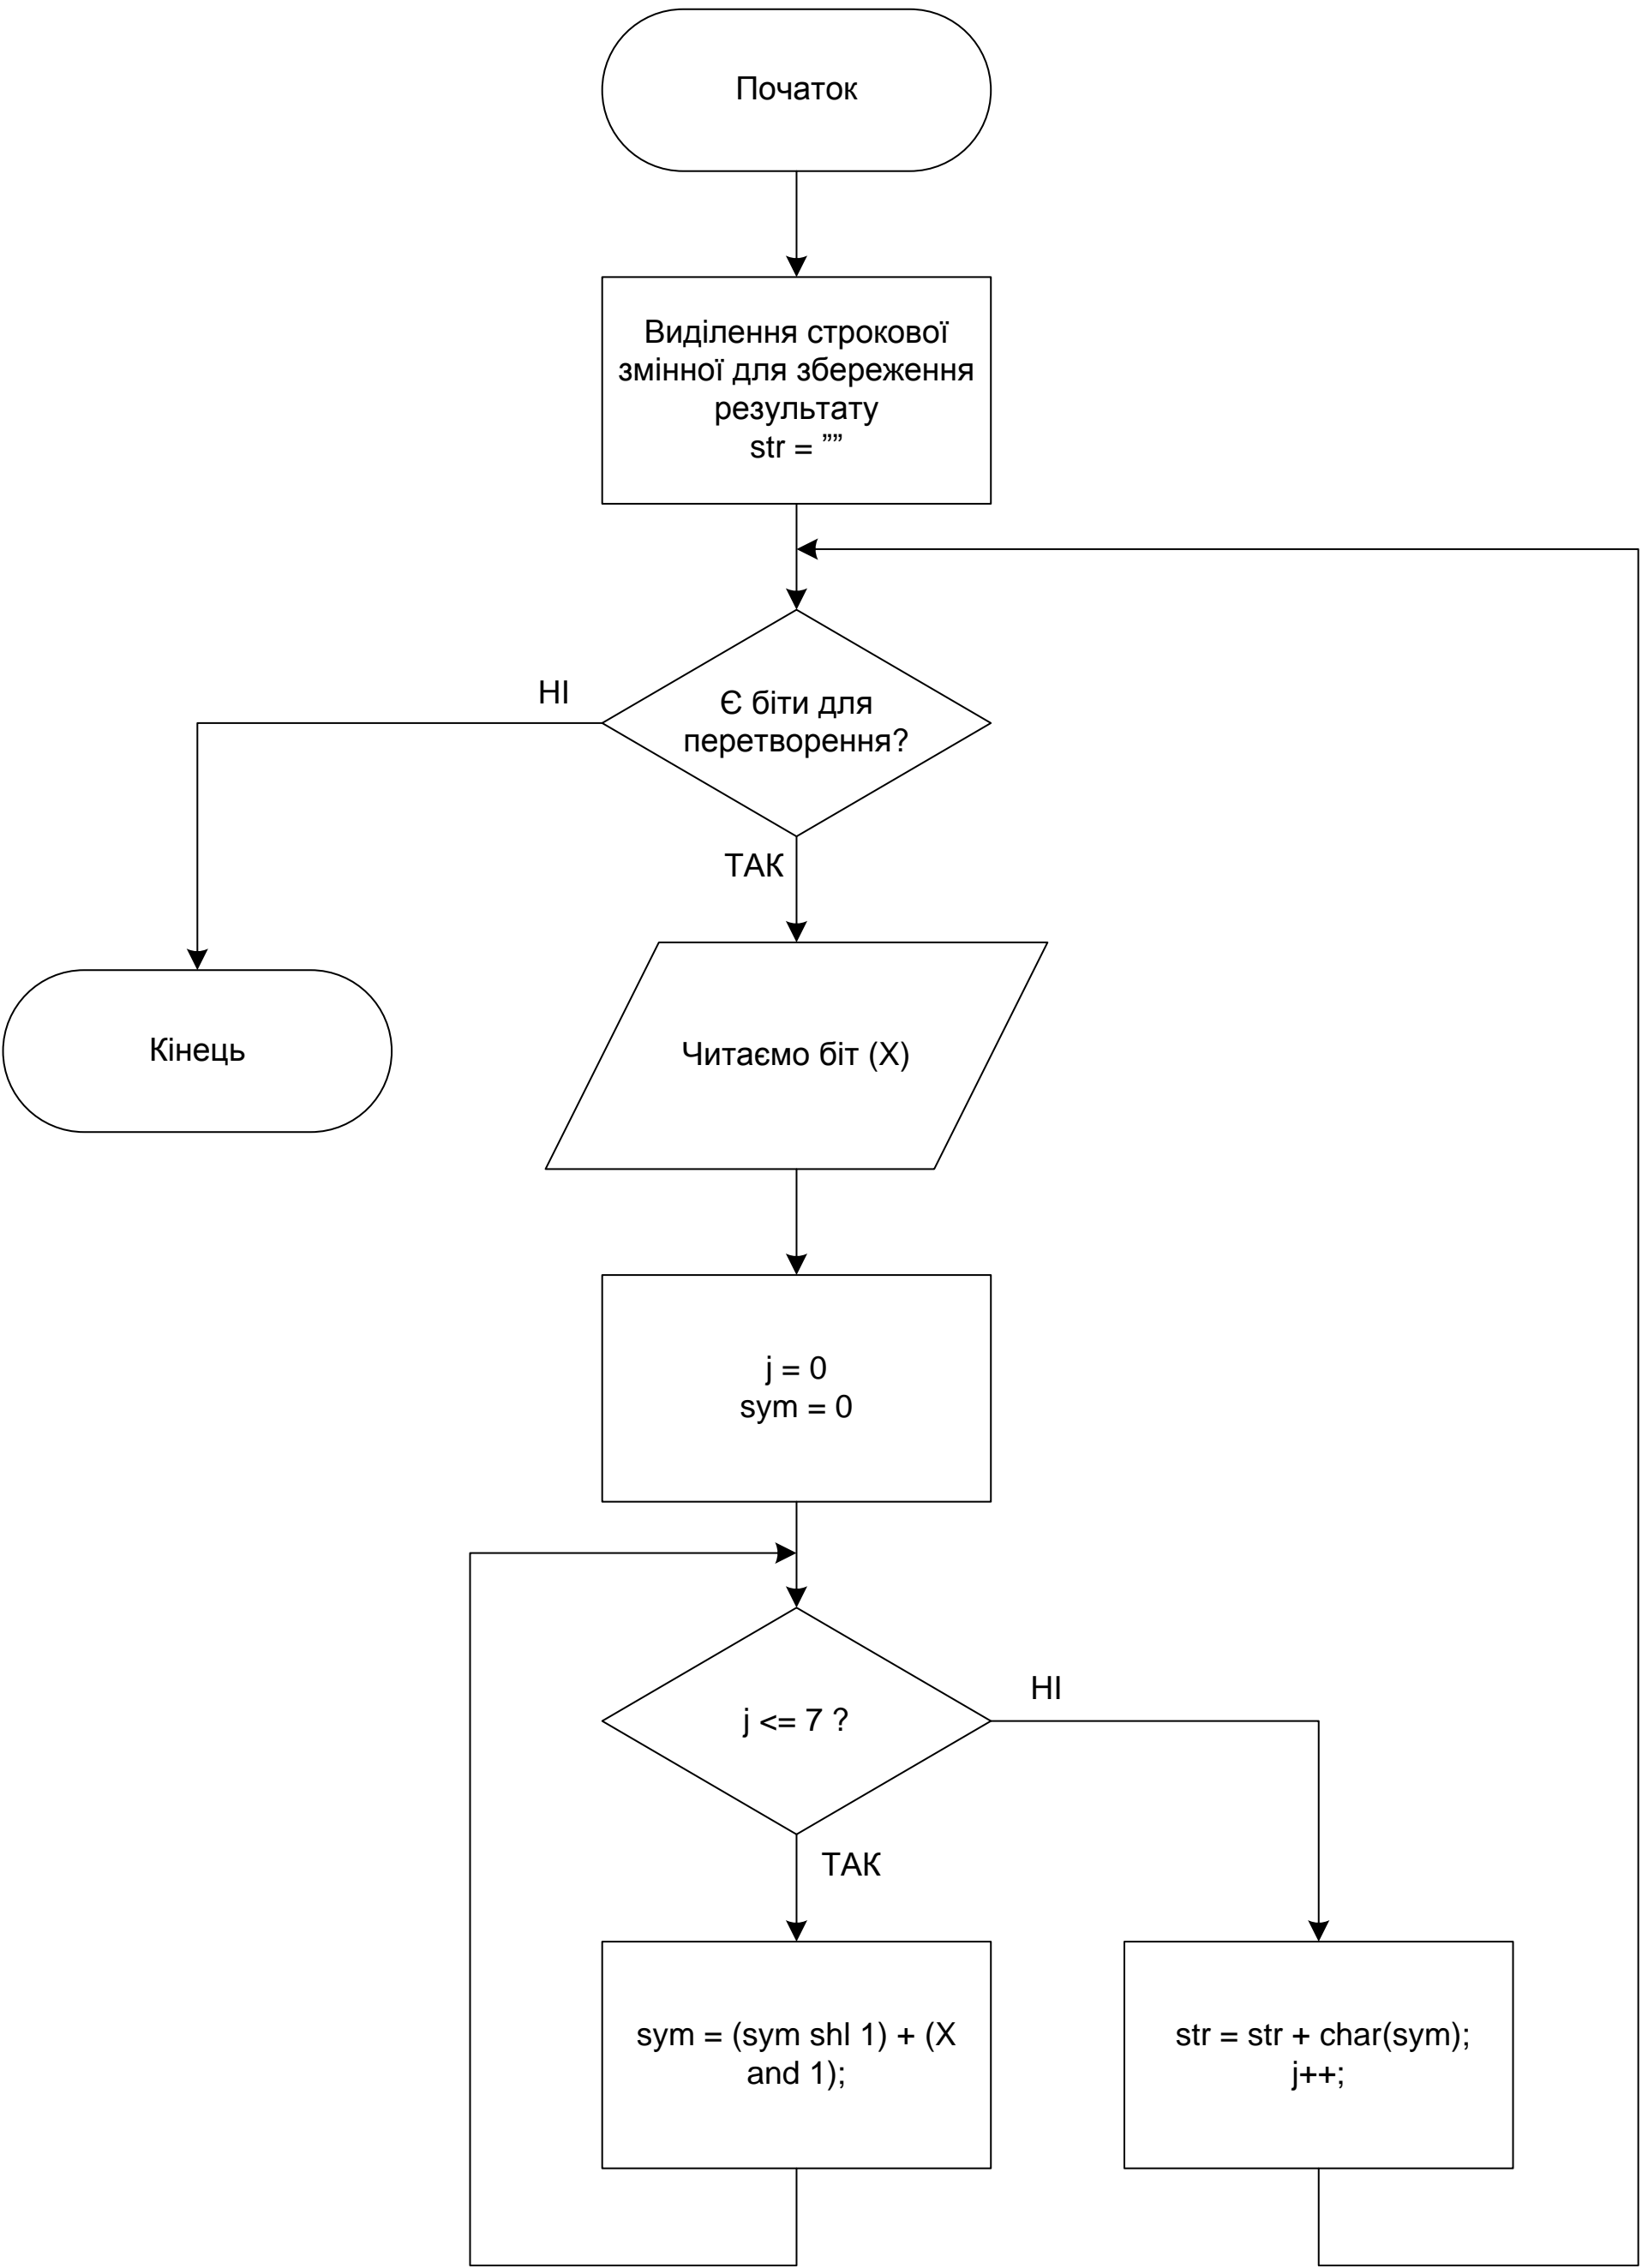 Початок
Виділення строкової
змінної для збереження
результату
str = ””
НІ
Є біти для
перетворення?
ТАК
Кінець
Читаємо біт (X)
j = 0
sym = 0
НІ
j <= 7 ?
ТАК
sym = (sym shl 1) + (X
and 1);
str = str + char(sym);
j++;